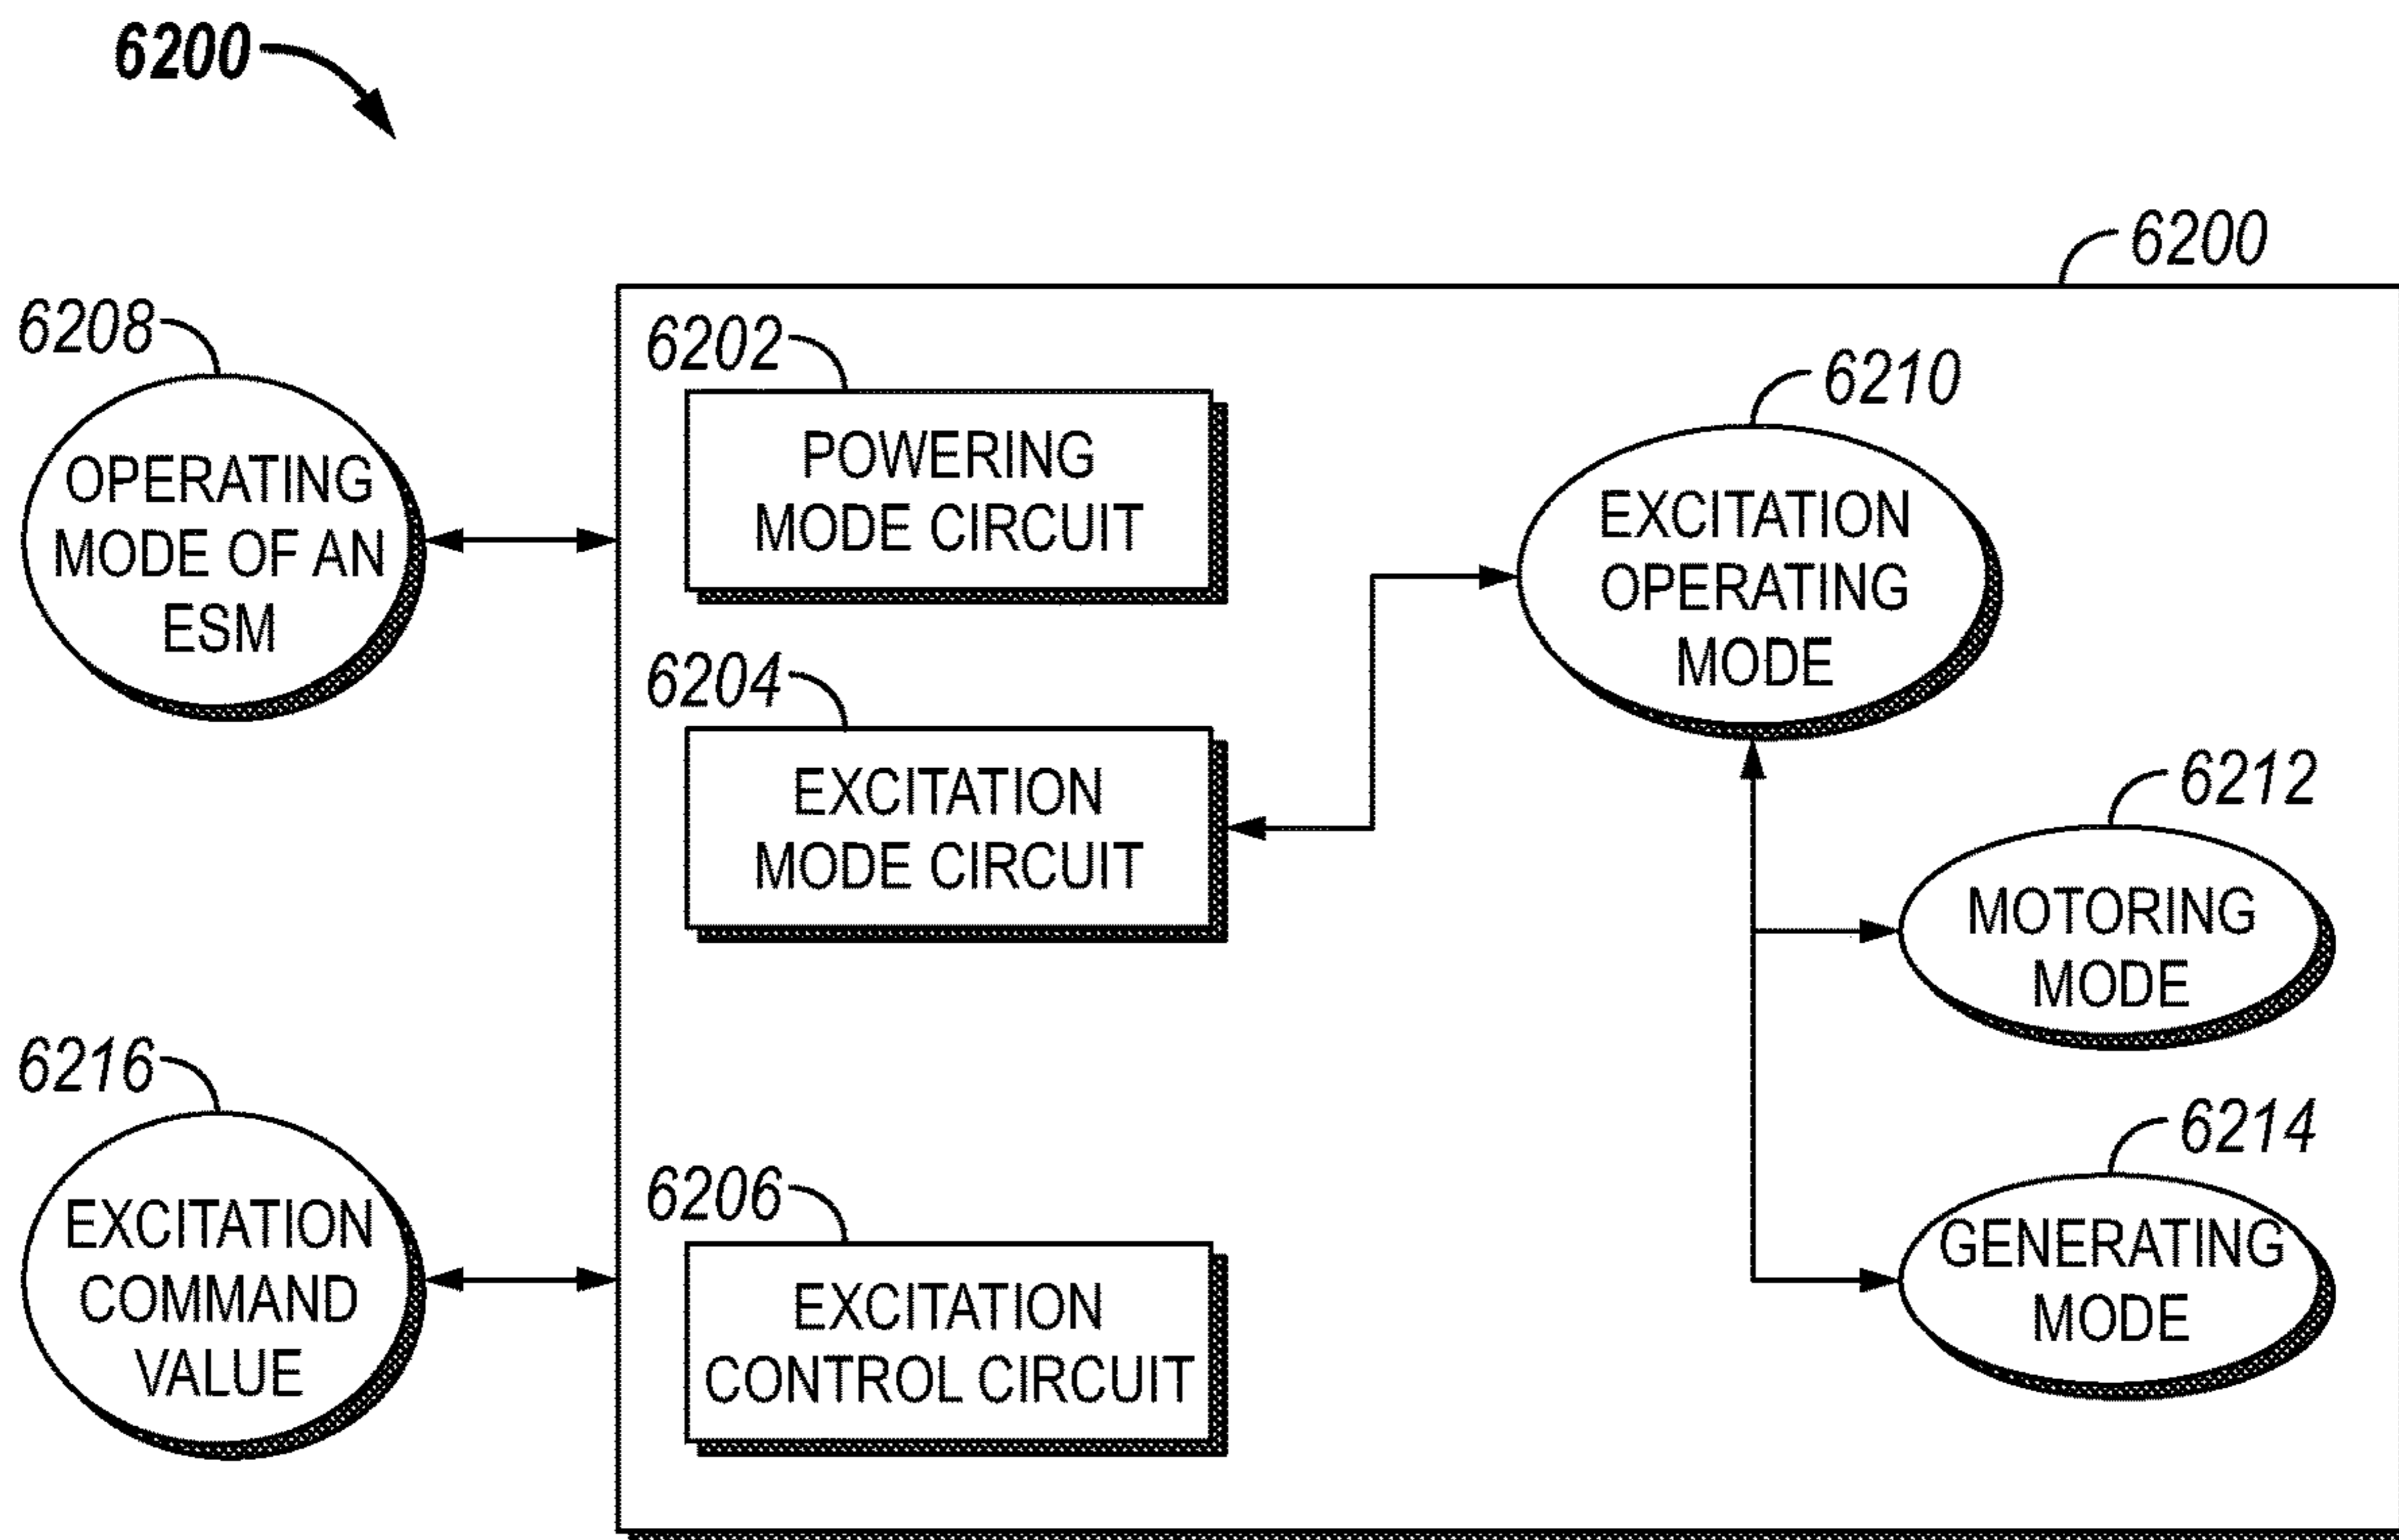 6200
6200
6208
OPERATING
MODE OF AN
ESM
6202
POWERING
MODE CIRCUIT
6210
EXCITATION
OPERATING
MODE
6204
EXCITATION
MODE CIRCUIT
6212
MOTORING
MODE
6216
EXCITATION
COMMAND
VALUE
6206
EXCITATION
CONTROL CIRCUIT
6214
GENERATING
MODE